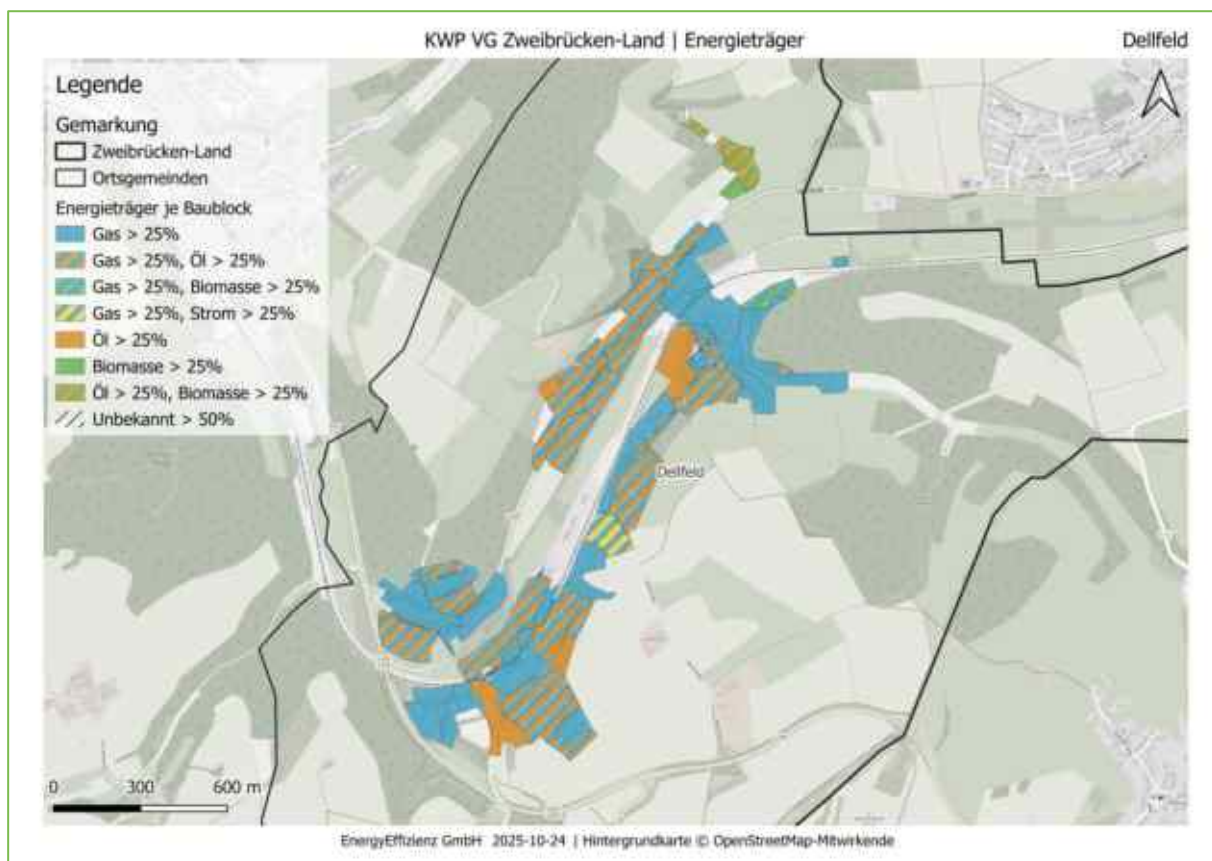 KWP VG Zweibrücken-Land | Energieträger
Dellfeld
Legende
Gemarkung
Zweibrücken-Land
Ortsgemeinden
Energieträger je Baublock
Gas > 25%
Gas > 25%, Öl > 25%
Gas > 25%, Biomasse > 25%
Gas > 25%, Strom > 25%
Öl > 25%
Biomasse > 25%
Öl > 25%, Biomasse > 25%
Unbekannt > 50%
Dellfeld
0 300 600 m
EnergyEffizienz GmbH 2025-10-24 | Hintergrundkarte © OpenStreetMap-Mitwirkende